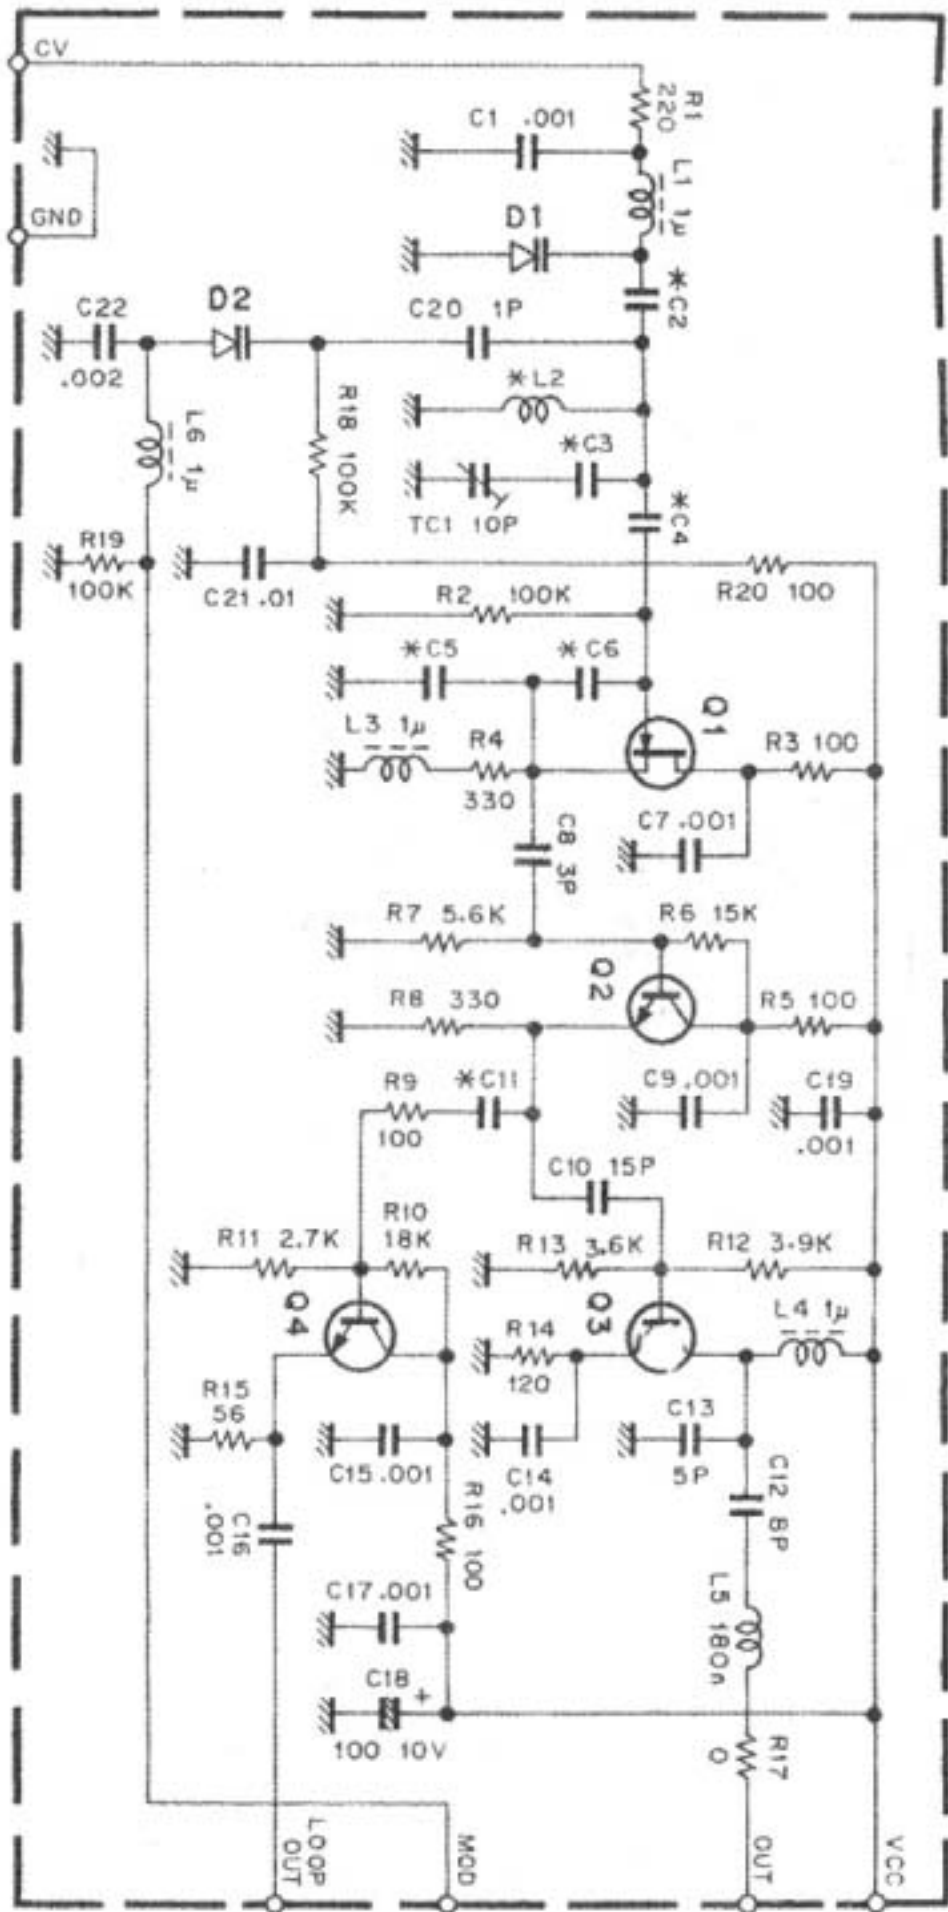 CV
R1
220
C1 .001
L1 1µ
GND
D1
*C2
C22
D2
C20 1P
.002
*L2
R18 100K
L6 1µ
*C3
*C4
TC1 10P
R19
100K
C21 .01
R2 100K
R20 100
*C5
*C6
Q1
L3 1µ
R4
R3 100
330
C7 .001
C8 3P
R7 5.6K
R6 15K
Q2
R8 330
R5 100
R9
*C11
C9 .001
C19
100
.001
C10 15P
R11 2.7K
R10
18K
R13 3.6K
R12 3.9K
Q4
Q3
R14
L4 1µ
120
R15
56
C13
C15 .001
C14
.001
5P
C12 8P
C16
.001
R16 100
C17 .001
L5 180n
C18
+
100 10V
R17
0
LOOP
OUT
MOD
OUT
VCC